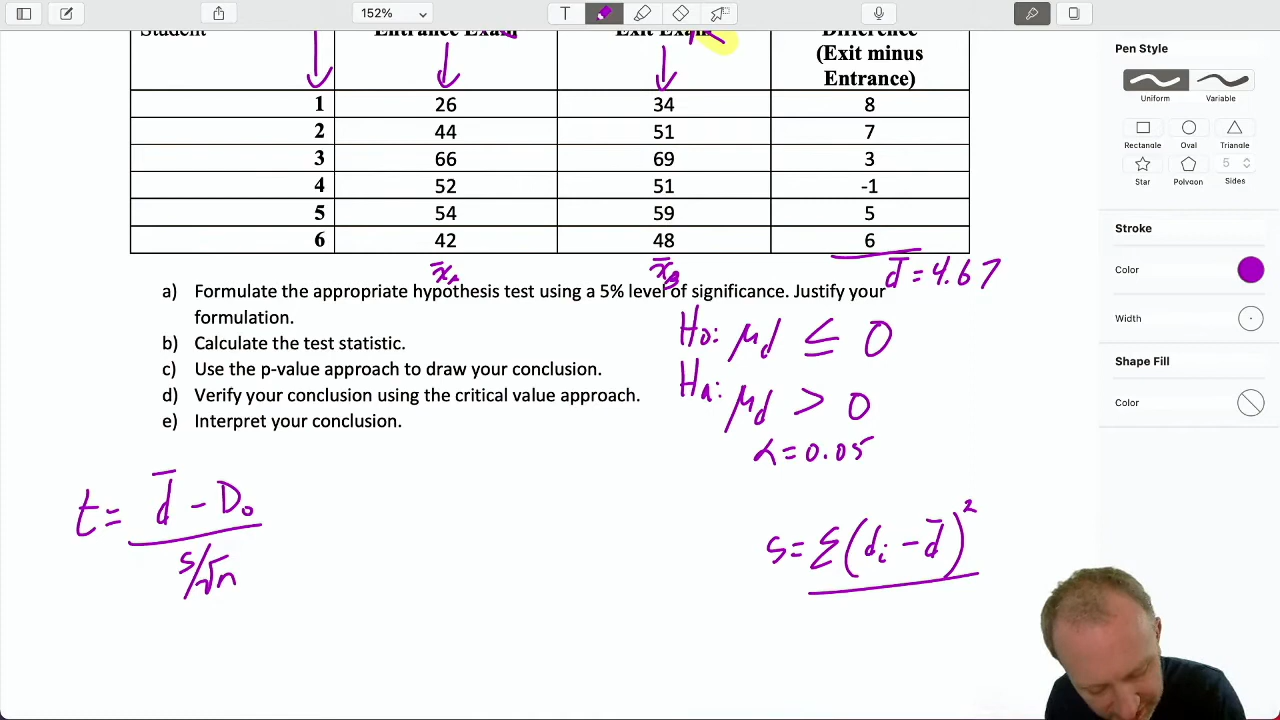 152%
T
Student Entrance Exam Exit Exam Difference
(Exit minus
Entrance)
1 26 34 8
2 44 51 7
3 66 69 3
4 52 51 -1
5 54 59 5
6 42 48 6
x̄A x̄B d̄ = 4.67
a) Formulate the appropriate hypothesis test using a 5% level of significance. Justify your
formulation.
b) Calculate the test statistic.
c) Use the p-value approach to draw your conclusion.
d) Verify your conclusion using the critical value approach.
e) Interpret your conclusion.
Ho: μd ≤ 0
Ha: μd > 0
α = 0.05
t = d̄ - D₀
s/√n
s = Σ(di - d̄)²
Pen Style
Uniform Variable
Rectangle Oval Triangle
5
Star Polygon Sides
Stroke
Color
Width
Shape Fill
Color